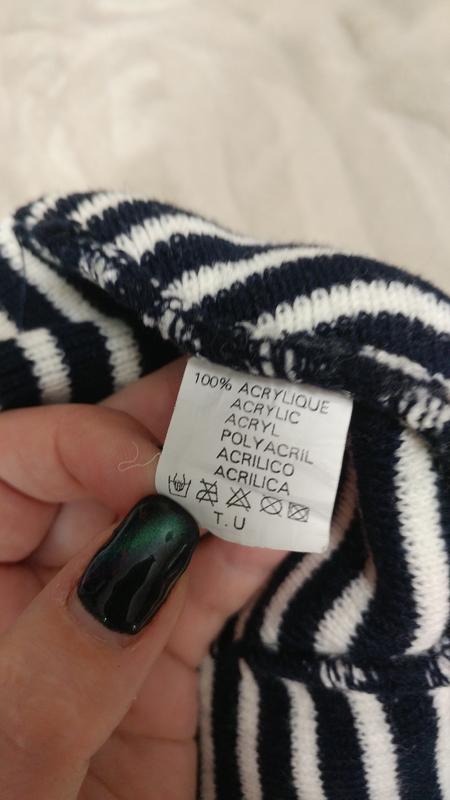 100% ACRYLIQUE
ACRYLIC
ACRYL
POLYACRIL
ACRILICO
ACRILICA
T.U